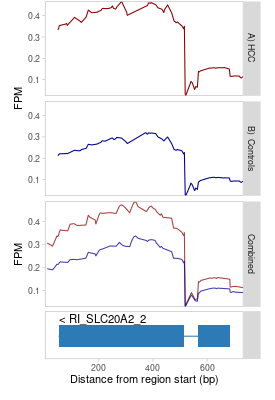 0.4
0.3
0.2
0.1
A) HCC
FPM
0.4
0.3
0.2
0.1
B) Controls
0.4
0.3
0.2
0.1
Combined
FPM
< RI_SLC20A2_2
200
400
600
Distance from region start (bp)